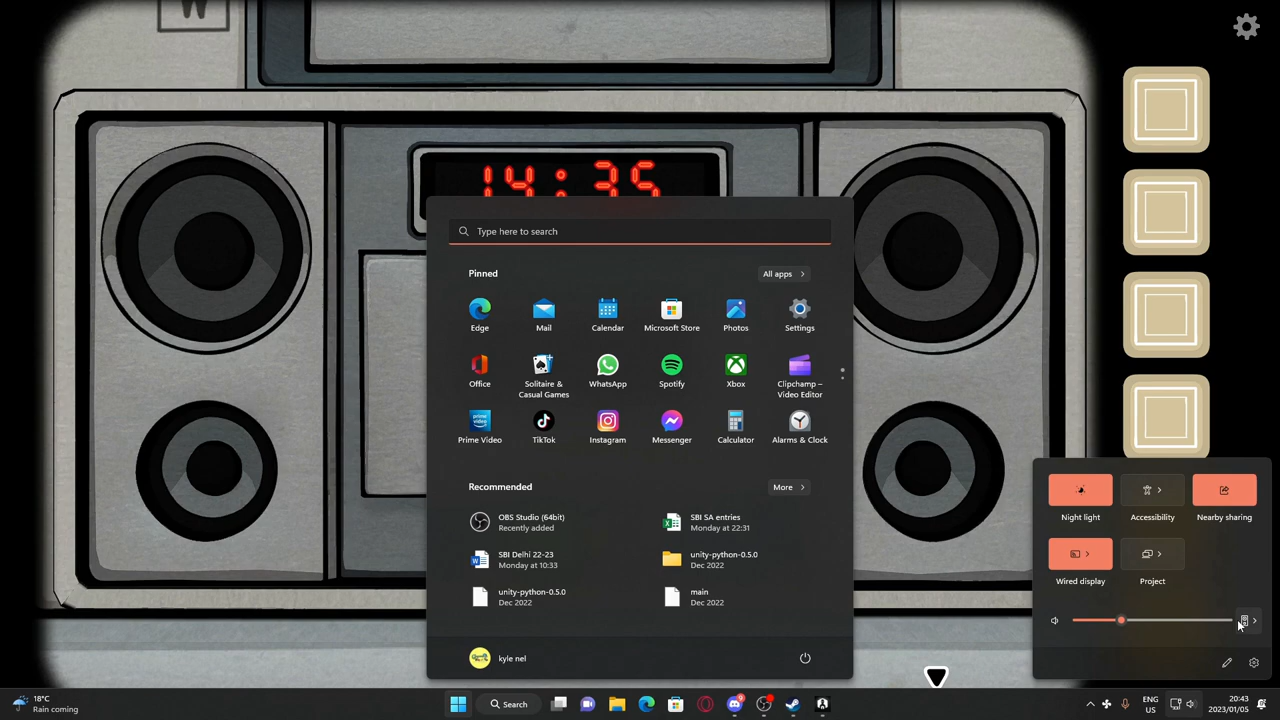 W
14:35
Type here to search
Pinned
All apps
Edge
Mail
Calendar
Microsoft Store
Photos
Settings
Office
Solitaire &
Casual Games
WhatsApp
Spotify
Xbox
Clipchamp –
Video Editor
prime
video
Prime Video
TikTok
Instagram
Messenger
Calculator
Alarms & Clock
Recommended
More
OBS Studio (64bit)
Recently added
SBI SA entries
Monday at 22:31
SBI Delhi 22-23
Monday at 10:33
unity-python-0.5.0
Dec 2022
unity-python-0.5.0
Dec 2022
main
Dec 2022
kyle nel
Night light
Accessibility
Nearby sharing
Wired display
Project
18°C
Rain coming
Search
ENG
US
20:43
2023/01/05